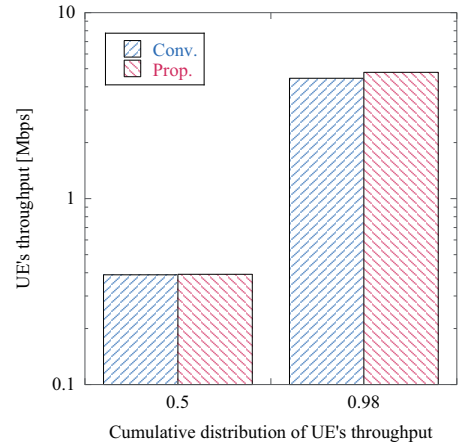 10
Conv.
Prop.
1
0.1
UE's throughput [Mbps]
0.5
0.98
Cumulative distribution of UE's throughput